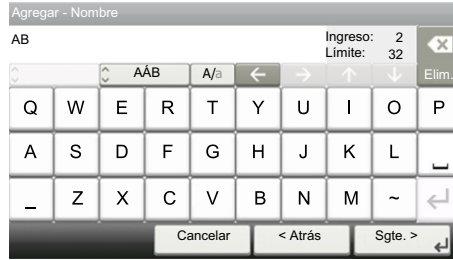 Agregar - Nombre
AB
Ingreso: 2
Límite: 32
AÁB A/a Elim.
Q W E R T Y U I O P
A S D F G H J K L
_ Z X C V B N M ~
Cancelar < Atrás Sgte. >